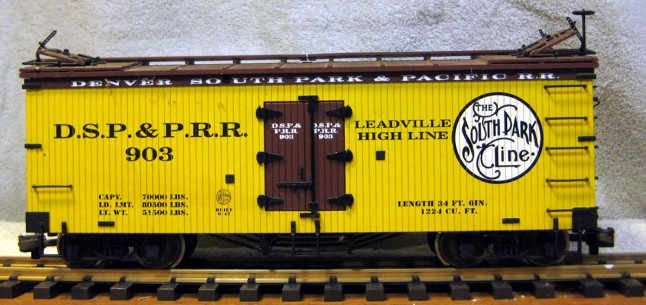 DENVER SOUTH PARK & PACIFIC R.R.
D.S.P. & P.R.R.
903
D.S.P. &
P.R.R.
903
D.S.P. &
P.R.R.
903
LEADVILLE
HIGH LINE
THE
SOUTH PARK
LINE.
CAPY. 70000 LBS.
LD. LMT. 80500 LBS.
LT. WT. 51500 LBS.
BUILT
LENGTH 34 FT. 6IN.
1224 CU. FT.